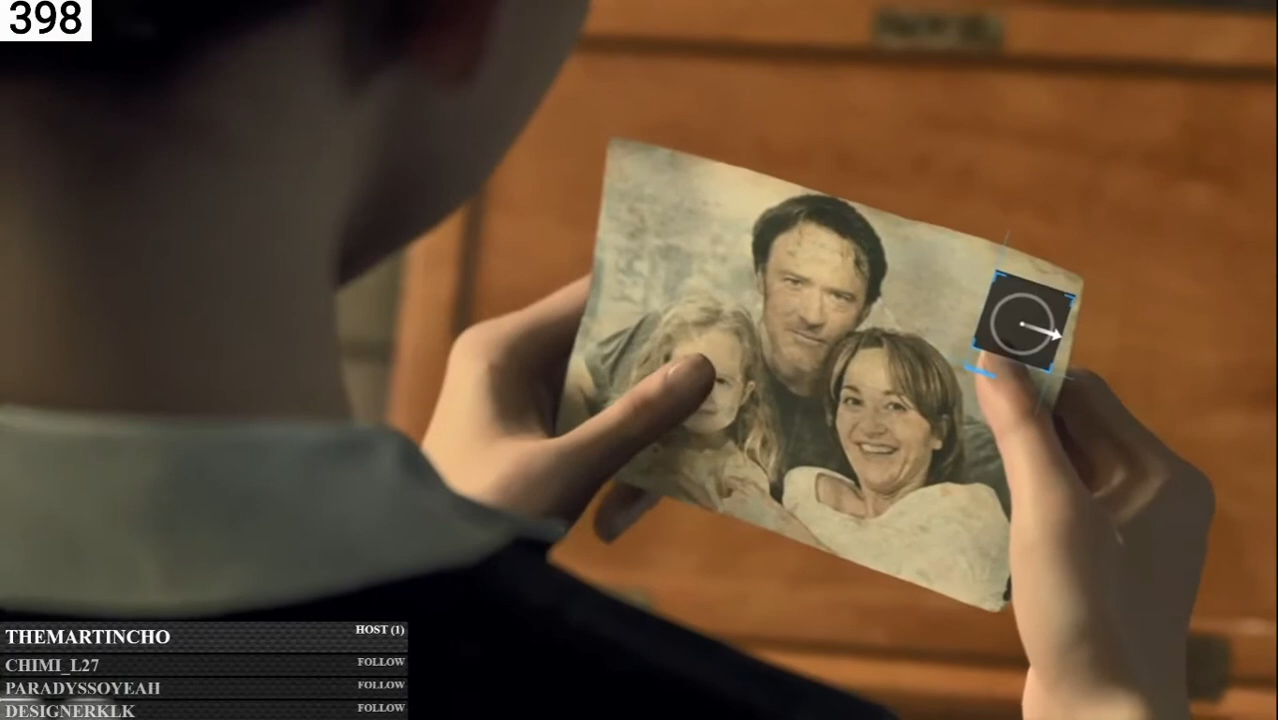 398
THEMARTINCHO HOST (1)
CHIMI_L27 FOLLOW
PARADYSSOYEAH FOLLOW
DESIGNERKLK FOLLOW